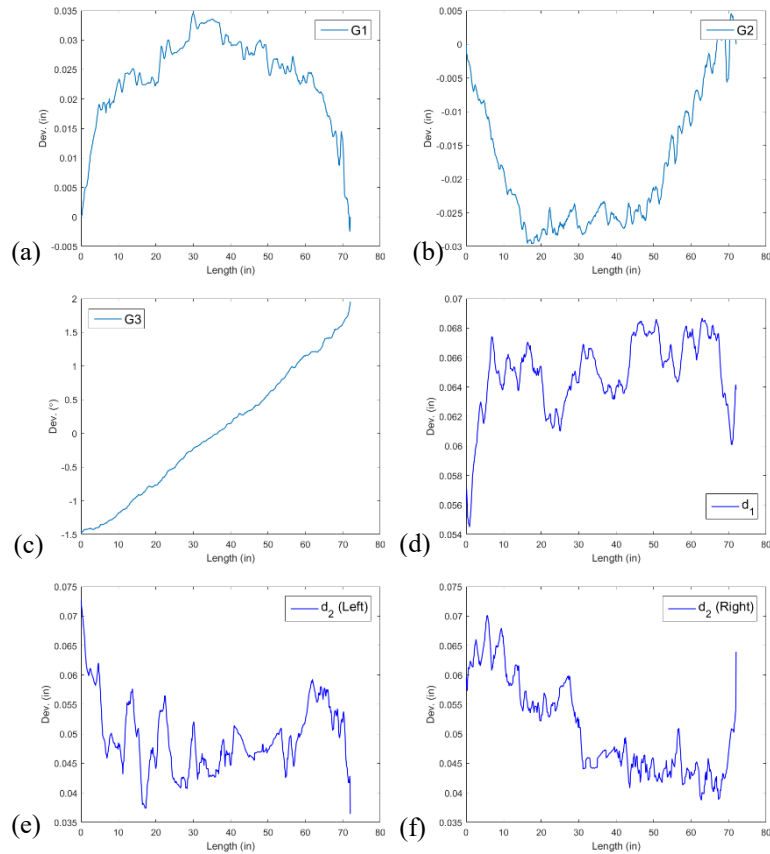 0.035
0.03
0.025
0.02
0.015
0.01
0.005
0
-0.005
Dev. (in)
G1
0 10 20 30 40 50 60 70 80
Length (in)
(a)
0
-0.005
-0.01
-0.015
-0.02
-0.025
-0.03
0.005
Dev. (in)
G2
0 10 20 30 40 50 60 70 80
Length (in)
(b)
2
1.5
1
0.5
0
-0.5
-1
-1.5
Dev. (°)
G3
0 10 20 30 40 50 60 70 80
Length (in)
(c)
0.07
0.068
0.066
0.064
0.062
0.06
0.058
0.056
0.054
Dev. (in)
d1
0 10 20 30 40 50 60 70 80
Length (in)
(d)
0.075
0.07
0.065
0.06
0.055
0.05
0.045
0.04
0.035
Dev. (in)
d2 (Left)
0 10 20 30 40 50 60 70 80
Length (in)
(e)
0.075
0.07
0.065
0.06
0.055
0.05
0.045
0.04
0.035
Dev. (in)
d2 (Right)
0 10 20 30 40 50 60 70 80
Length (in)
(f)